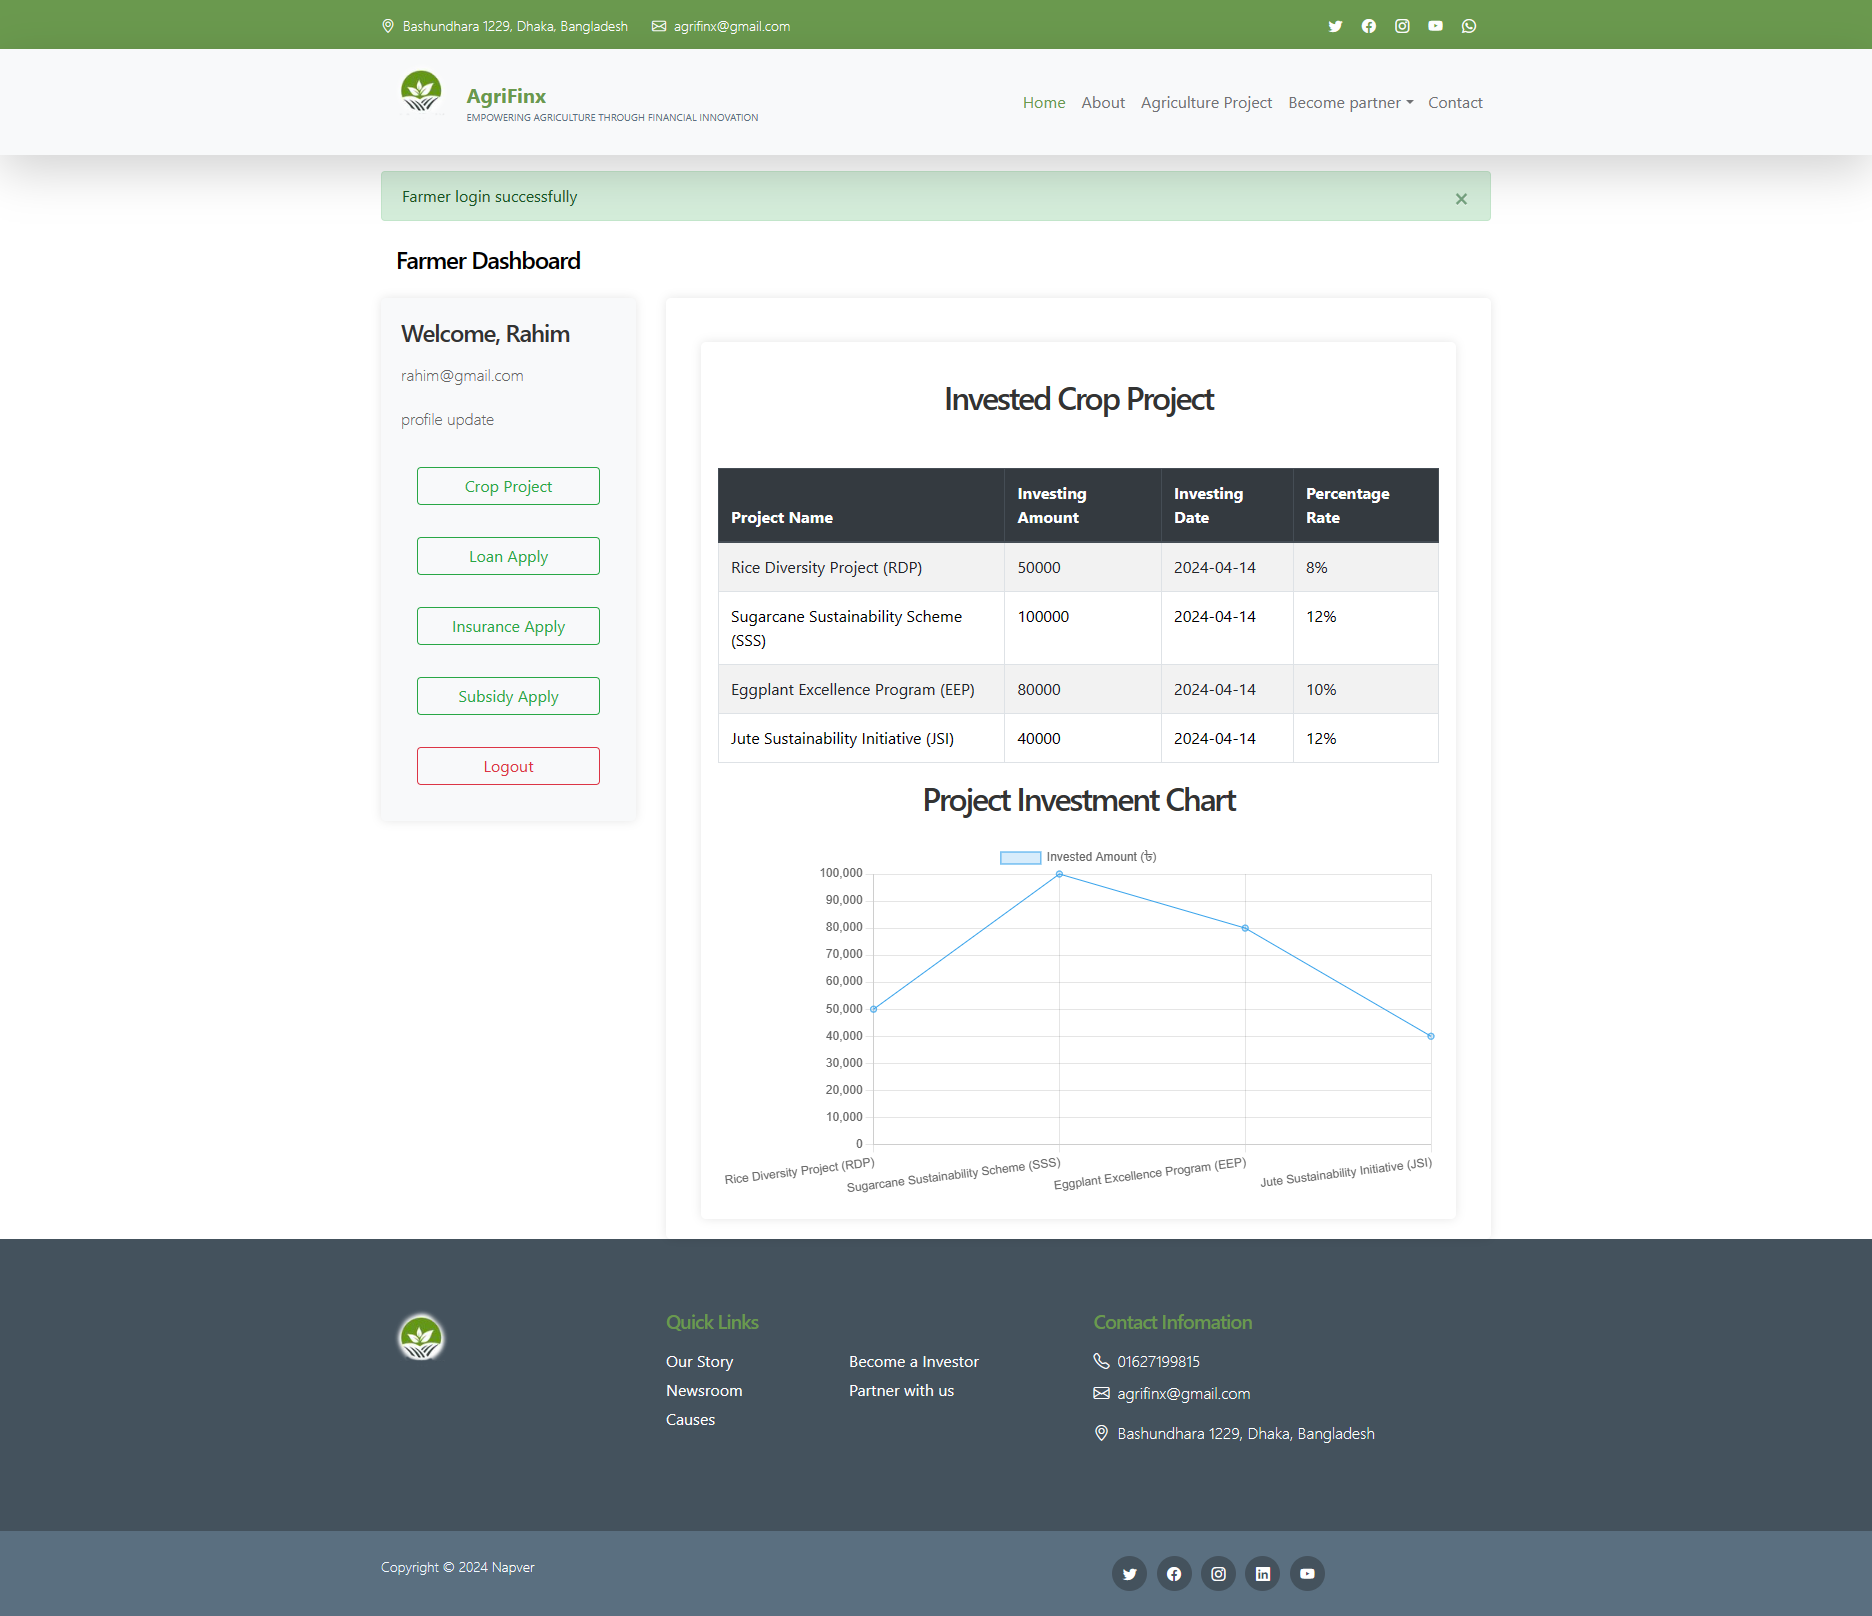 Bashundhara 1229, Dhaka, Bangladesh agrifinx@gmail.com
AgriFinx
EMPOWERING AGRICULTURE THROUGH FINANCIAL INNOVATION
Home About Agriculture Project Become partner Contact
Farmer login successfully ×
Farmer Dashboard
Welcome, Rahim
rahim@gmail.com
profile update
Crop Project
Loan Apply
Insurance Apply
Subsidy Apply
Logout
Invested Crop Project
Project Name Investing Amount Investing Date Percentage Rate
Rice Diversity Project (RDP) 50000 2024-04-14 8%
Sugarcane Sustainability Scheme (SSS) 100000 2024-04-14 12%
Eggplant Excellence Program (EEP) 80000 2024-04-14 10%
Jute Sustainability Initiative (JSI) 40000 2024-04-14 12%
Project Investment Chart
Invested Amount (৳)
100,000
90,000
80,000
70,000
60,000
50,000
40,000
30,000
20,000
10,000
0
Rice Diversity Project (RDP)
Sugarcane Sustainability Scheme (SSS)
Eggplant Excellence Program (EEP)
Jute Sustainability Initiative (JSI)
Quick Links
Our Story
Newsroom
Causes
Become a Investor
Partner with us
Contact Infomation
01627199815
agrifinx@gmail.com
Bashundhara 1229, Dhaka, Bangladesh
Copyright © 2024 Napver